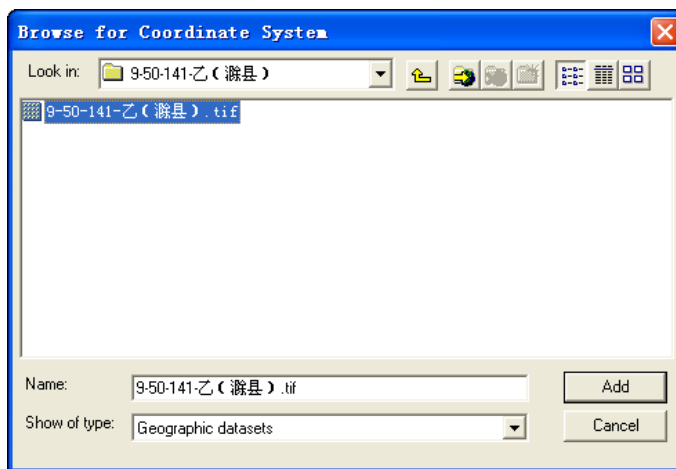 Browse for Coordinate System
Look in: 9-50-141-乙（滁县）
9-50-141-乙（滁县）.tif
Name: 9-50-141-乙（滁县）.tif
Add
Show of type: Geographic datasets
Cancel